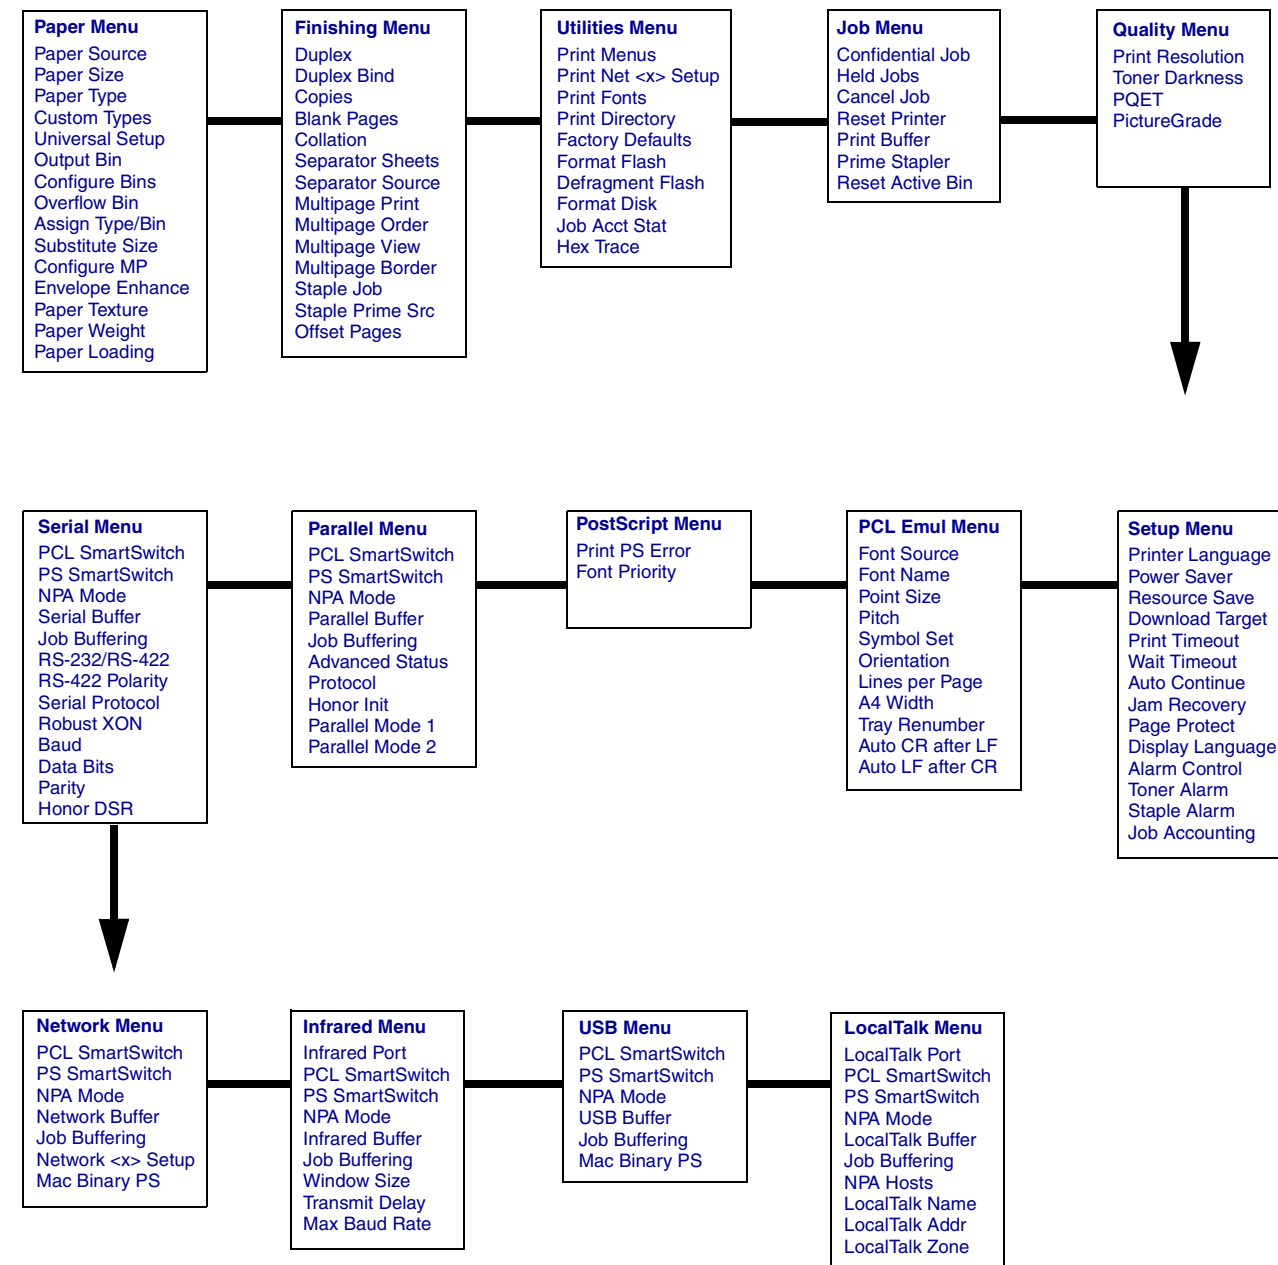 Paper Menu
Paper Source
Paper Size
Paper Type
Custom Types
Universal Setup
Output Bin
Configure Bins
Overflow Bin
Assign Type/Bin
Substitute Size
Configure MP
Envelope Enhance
Paper Texture
Paper Weight
Paper Loading
Finishing Menu
Duplex
Duplex Bind
Copies
Blank Pages
Collation
Separator Sheets
Separator Source
Multipage Print
Multipage Order
Multipage View
Multipage Border
Staple Job
Staple Prime Src
Offset Pages
Utilities Menu
Print Menus
Print Net <x> Setup
Print Fonts
Print Directory
Factory Defaults
Format Flash
Defragment Flash
Format Disk
Job Acct Stat
Hex Trace
Job Menu
Confidential Job
Held Jobs
Cancel Job
Reset Printer
Print Buffer
Prime Stapler
Reset Active Bin
Quality Menu
Print Resolution
Toner Darkness
PQET
PictureGrade
Serial Menu
PCL SmartSwitch
PS SmartSwitch
NPA Mode
Serial Buffer
Job Buffering
RS-232/RS-422
RS-422 Polarity
Serial Protocol
Robust XON
Baud
Data Bits
Parity
Honor DSR
Parallel Menu
PCL SmartSwitch
PS SmartSwitch
NPA Mode
Parallel Buffer
Job Buffering
Advanced Status
Protocol
Honor Init
Parallel Mode 1
Parallel Mode 2
PostScript Menu
Print PS Error
Font Priority
PCL Emul Menu
Font Source
Font Name
Point Size
Pitch
Symbol Set
Orientation
Lines per Page
A4 Width
Tray Renumber
Auto CR after LF
Auto LF after CR
Setup Menu
Printer Language
Power Saver
Resource Save
Download Target
Print Timeout
Wait Timeout
Auto Continue
Jam Recovery
Page Protect
Display Language
Alarm Control
Toner Alarm
Staple Alarm
Job Accounting
Network Menu
PCL SmartSwitch
PS SmartSwitch
NPA Mode
Network Buffer
Job Buffering
Network <x> Setup
Mac Binary PS
Infrared Menu
Infrared Port
PCL SmartSwitch
PS SmartSwitch
NPA Mode
Infrared Buffer
Job Buffering
Window Size
Transmit Delay
Max Baud Rate
USB Menu
PCL SmartSwitch
PS SmartSwitch
NPA Mode
USB Buffer
Job Buffering
Mac Binary PS
LocalTalk Menu
LocalTalk Port
PCL SmartSwitch
PS SmartSwitch
NPA Mode
LocalTalk Buffer
Job Buffering
NPA Hosts
LocalTalk Name
LocalTalk Addr
LocalTalk Zone